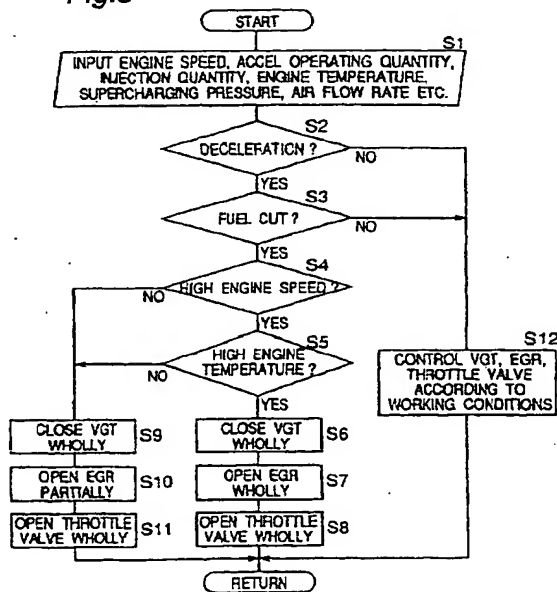 Fig.3
START
S1
INPUT ENGINE SPEED, ACCEL OPERATING QUANTITY,
INJECTION QUANTITY, ENGINE TEMPERATURE,
SUPERCHARGING PRESSURE, AIR FLOW RATE ETC.
S2
DECELERATION ?
NO
YES
S3
FUEL CUT ?
NO
YES
S4
HIGH ENGINE SPEED ?
NO
YES
S5
HIGH ENGINE
TEMPERATURE ?
NO
YES
S12
CONTROL VGT, EGR,
THROTTLE VALVE
ACCORDING TO
WORKING CONDITIONS
CLOSE VGT
WHOLLY
S9
CLOSE VGT
WHOLLY
S6
OPEN EGR
PARTIALLY
S10
OPEN EGR
WHOLLY
S7
OPEN THROTTLE
VALVE WHOLLY
S11
OPEN THROTTLE
VALVE WHOLLY
S8
RETURN